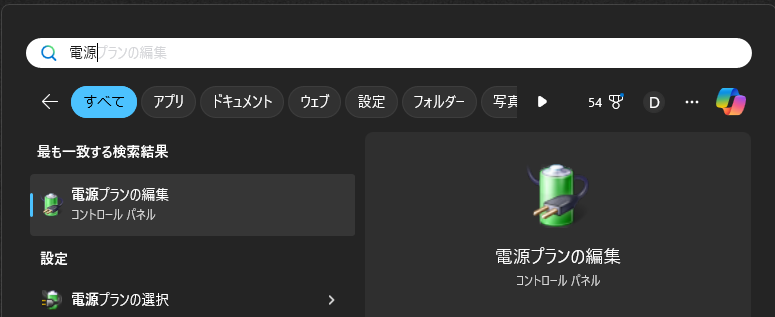 電源プランの編集
すべて アプリ ドキュメント ウェブ 設定 フォルダー 写真 54 D
最も一致する検索結果
電源プランの編集
コントロール パネル
設定
電源プランの選択
電源プランの編集
コントロール パネル